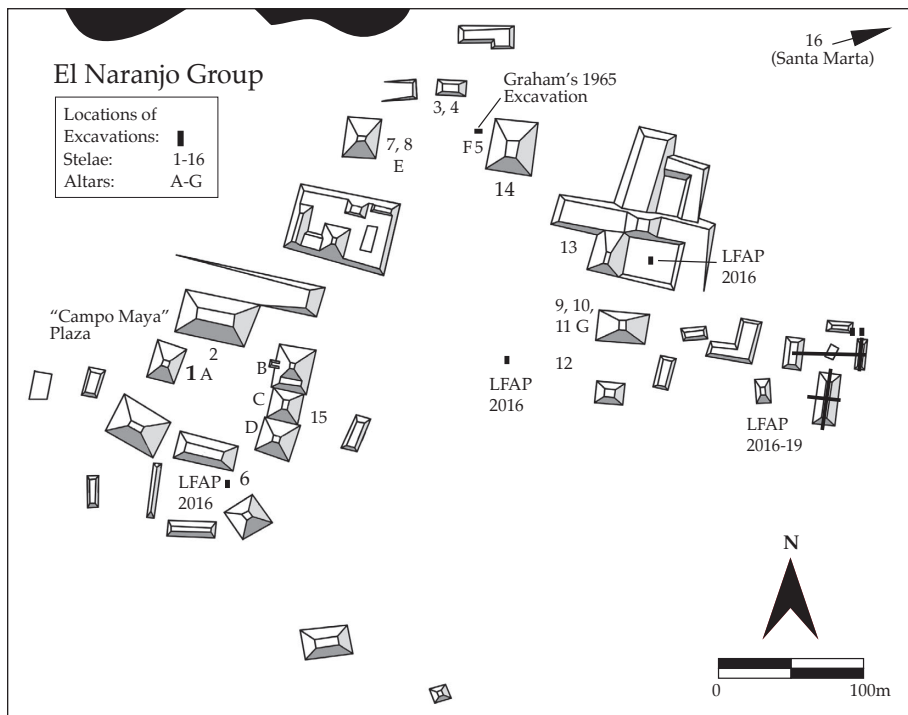 El Naranjo Group
Locations of
Excavations:
Stelae: 1-16
Altars: A-G
16
(Santa Marta)
Graham's 1965
Excavation
3, 4
F 5
7, 8
E
14
13
LFAP
2016
"Campo Maya"
Plaza
2
1 A
B
C
D
15
9, 10,
11 G
12
LFAP
2016
LFAP
2016-19
LFAP
2016
6
N
0 100m